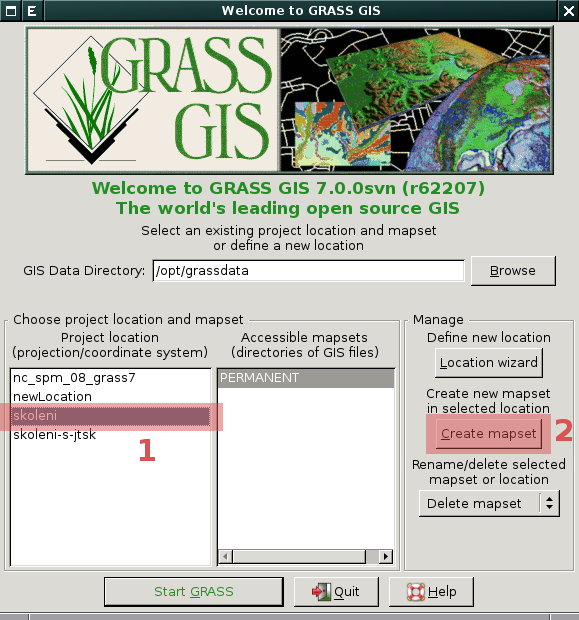 Welcome to GRASS GIS
GRASS
GIS
Welcome to GRASS GIS 7.0.0svn (r62207)
The world's leading open source GIS
Select an existing project location and mapset
or define a new location
GIS Data Directory: /opt/grassdata Browse
Choose project location and mapset
Project location
(projection/coordinate system)
Accessible mapsets
(directories of GIS files)
nc_spm_08_grass7
newLocation
skoleni
skoleni-s-jtsk
1
PERMANENT
Manage
Define new location
Location wizard
Create new mapset
in selected location
Create mapset 2
Rename/delete selected
mapset or location
Delete mapset
Start GRASS Quit Help